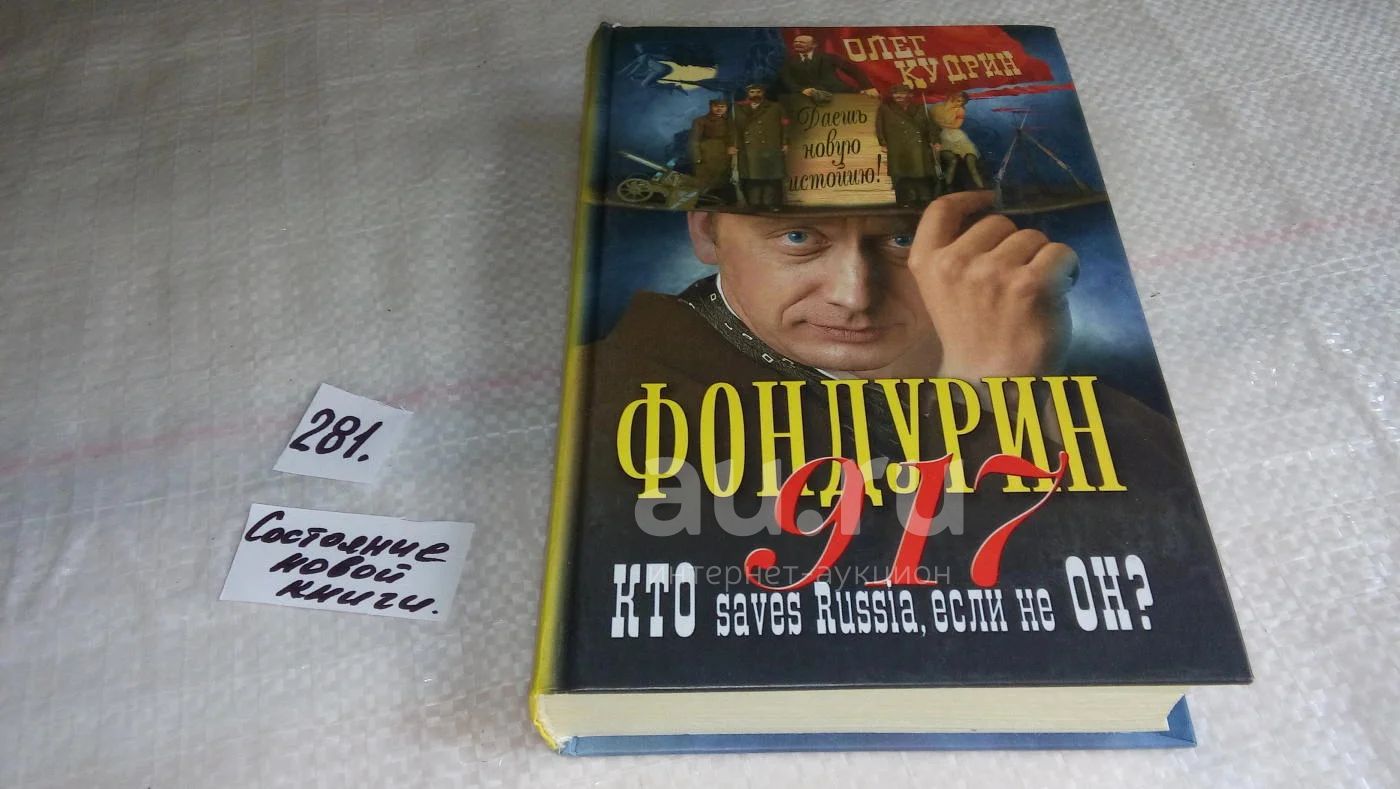 ОЛЕГ
КУДРИН
Даешь
новую
истойию!
ФОНДУРИН
917
КТО saves Russia, если не ОН?
281.
Состояние
новой
книги.
au.ru
интернет-аукцион